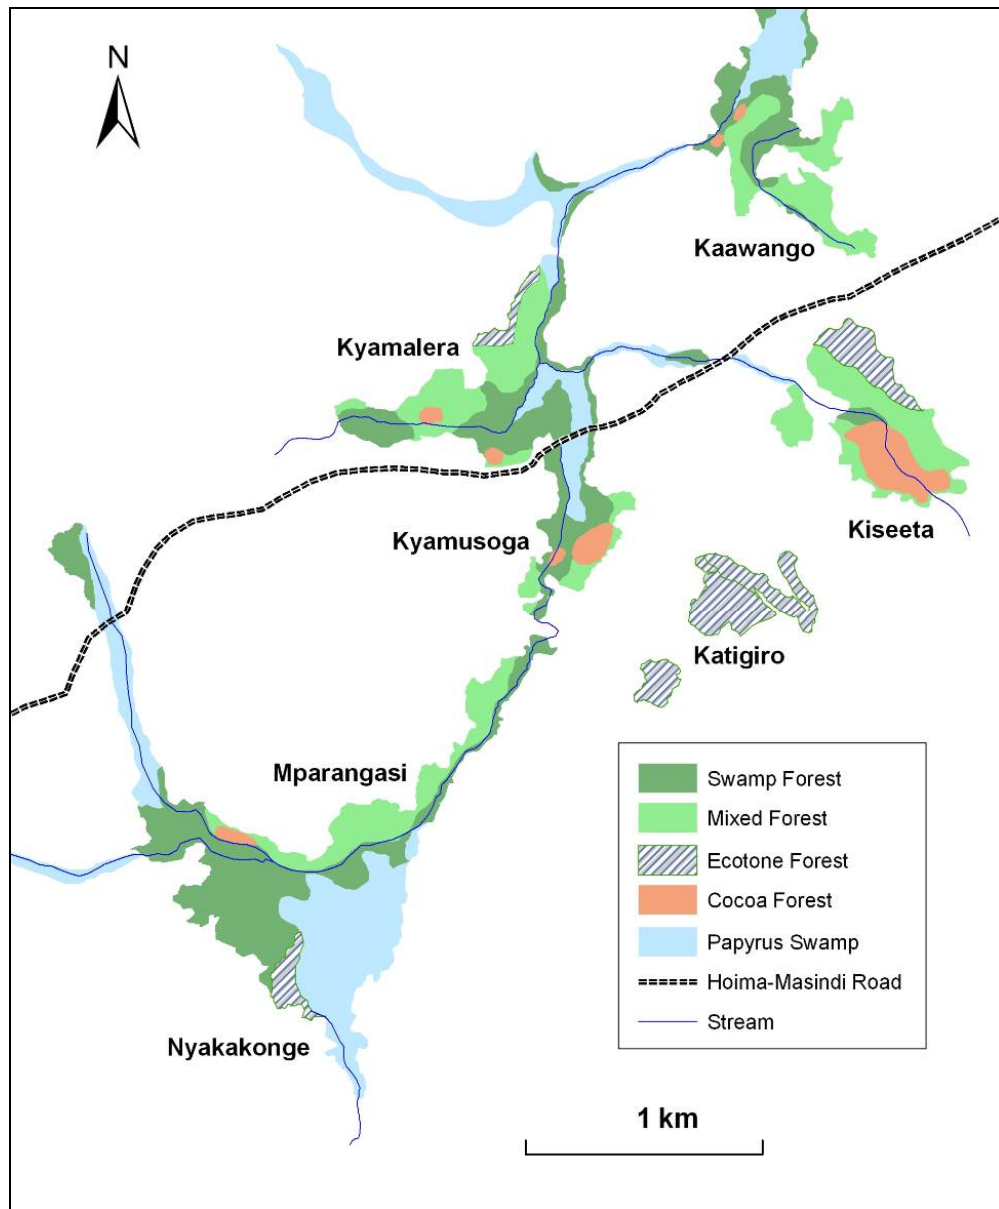 N
Kaawango
Kyamalera
Kiseeta
Kyamusoga
Katigiro
Mparangasi
Swamp Forest
Mixed Forest
Ecotone Forest
Cocoa Forest
Papyrus Swamp
Hoima-Masindi Road
Stream
Nyakakonge
1 km